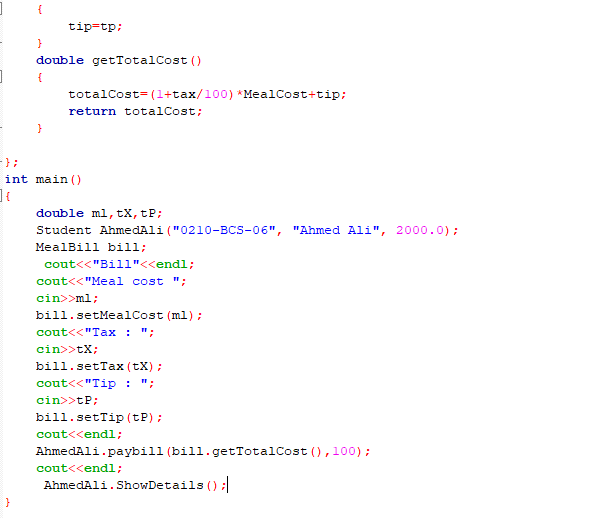 {
tip=tp;
}
double getTotalCost()
{
totalCost=(1+tax/100)*MealCost+tip;
return totalCost;
}
};
int main()
{
double ml,tX,tP;
Student AhmedAli("0210-BCS-06", "Ahmed Ali", 2000.0);
MealBill bill;
cout<<"Bill"<<endl;
cout<<"Meal cost ";
cin>>ml;
bill.setMealCost(ml);
cout<<"Tax : ";
cin>>tX;
bill.setTax(tX);
cout<<"Tip : ";
cin>>tP;
bill.setTip(tP);
cout<<endl;
AhmedAli.paybill(bill.getTotalCost(),100);
cout<<endl;
AhmedAli.ShowDetails();
}